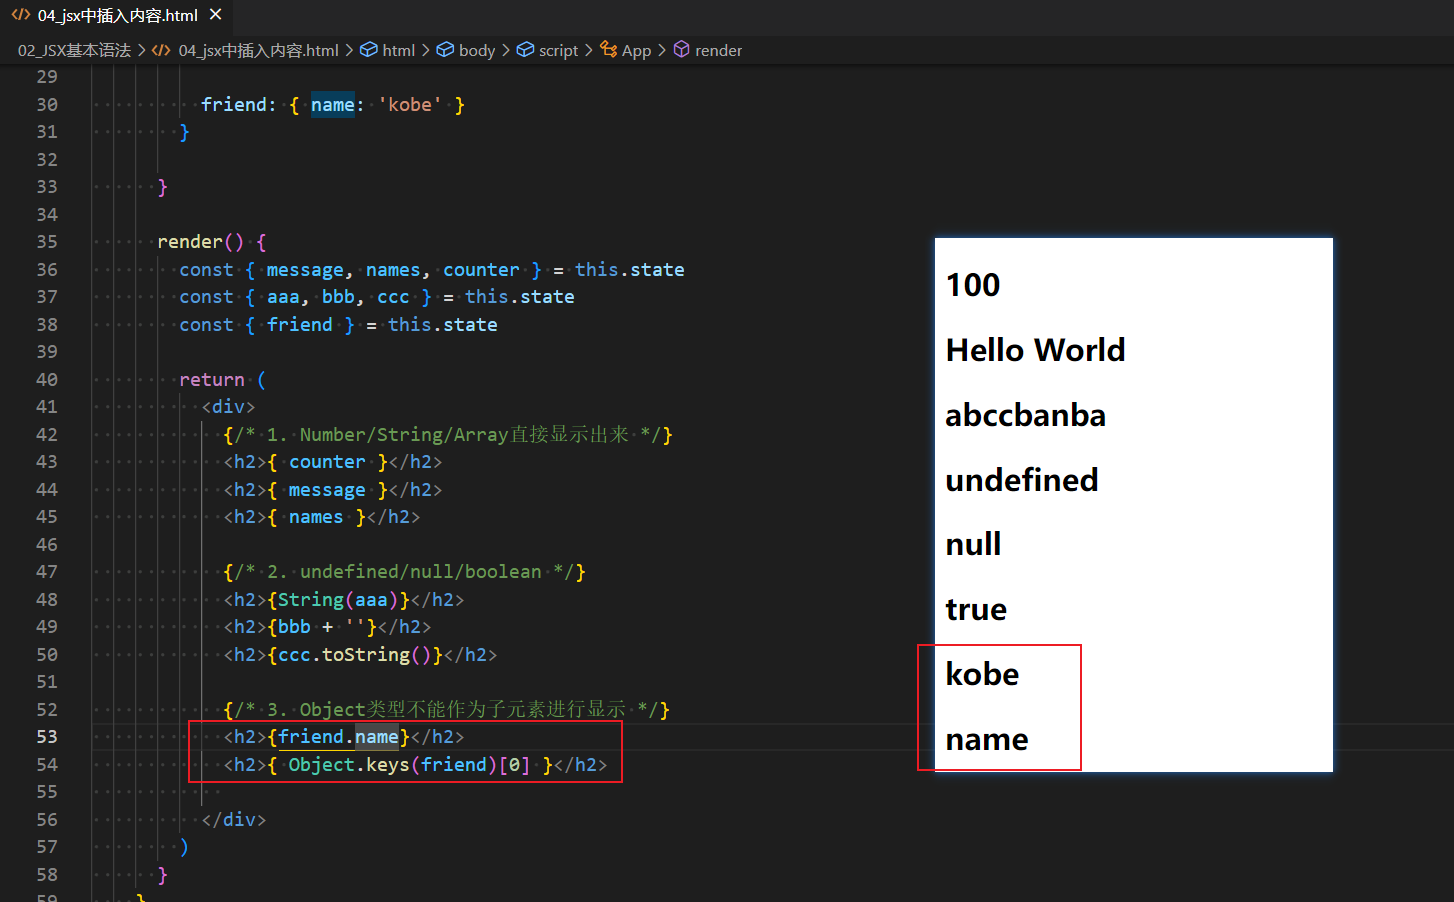 04_jsx中插入内容.html
02_JSX基本语法 > 04_jsx中插入内容.html > html > body > script > App > render
29
30 friend: { name: 'kobe' }
31 }
32
33 }
34
35 render() {
36 const { message, names, counter } = this.state
37 const { aaa, bbb, ccc } = this.state
38 const { friend } = this.state
39
40 return (
41 <div>
42 {/* 1. Number/String/Array直接显示出来 */}
43 <h2>{ counter }</h2>
44 <h2>{ message }</h2>
45 <h2>{ names }</h2>
46
47 {/* 2. undefined/null/boolean */}
48 <h2>{String(aaa)}</h2>
49 <h2>{bbb + ''}</h2>
50 <h2>{ccc.toString()}</h2>
51
52 {/* 3. Object类型不能作为子元素进行显示 */}
53 <h2>{friend.name}</h2>
54 <h2>{ Object.keys(friend)[0] }</h2>
55
56 </div>
57 )
58 }
59 }
100
Hello World
abccbanba
undefined
null
true
kobe
name